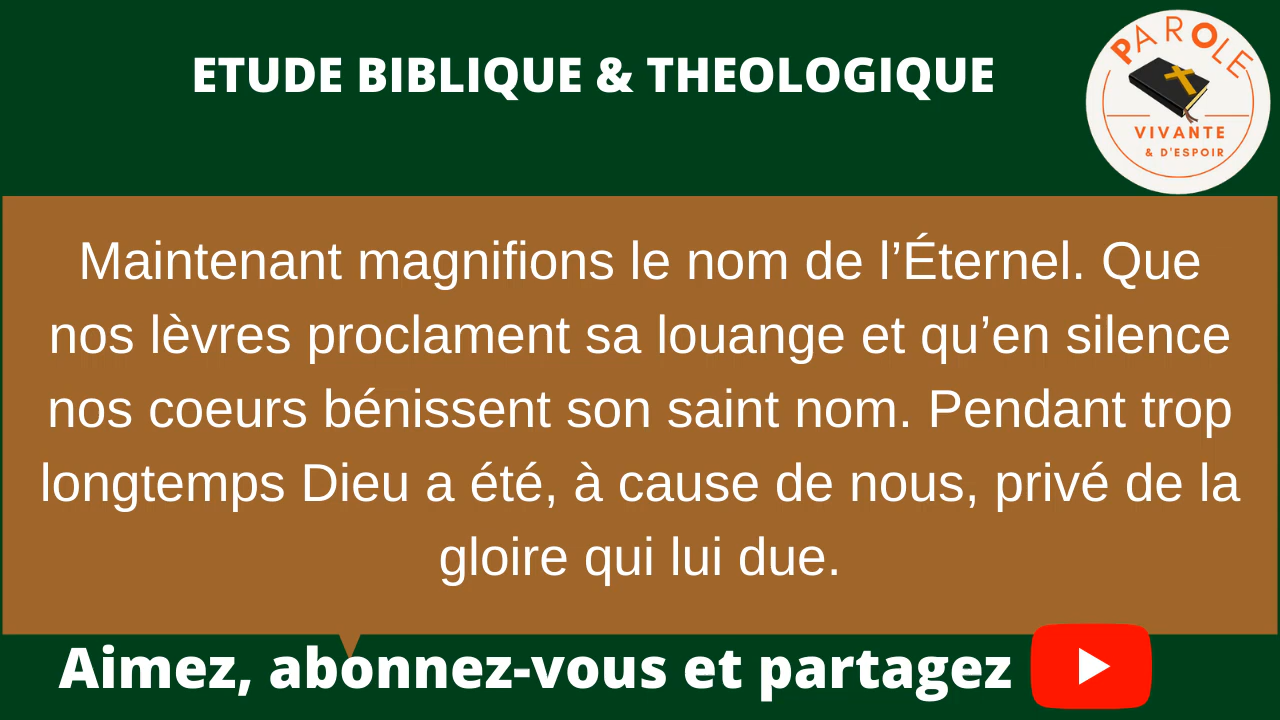 ETUDE BIBLIQUE & THEOLOGIQUE
PAROLE
VIVANTE
& D'ESPOIR
Maintenant magnifions le nom de l’Éternel. Que
nos lèvres proclament sa louange et qu’en silence
nos coeurs bénissent son saint nom. Pendant trop
longtemps Dieu a été, à cause de nous, privé de la
gloire qui lui due.
Aimez, abonnez-vous et partagez